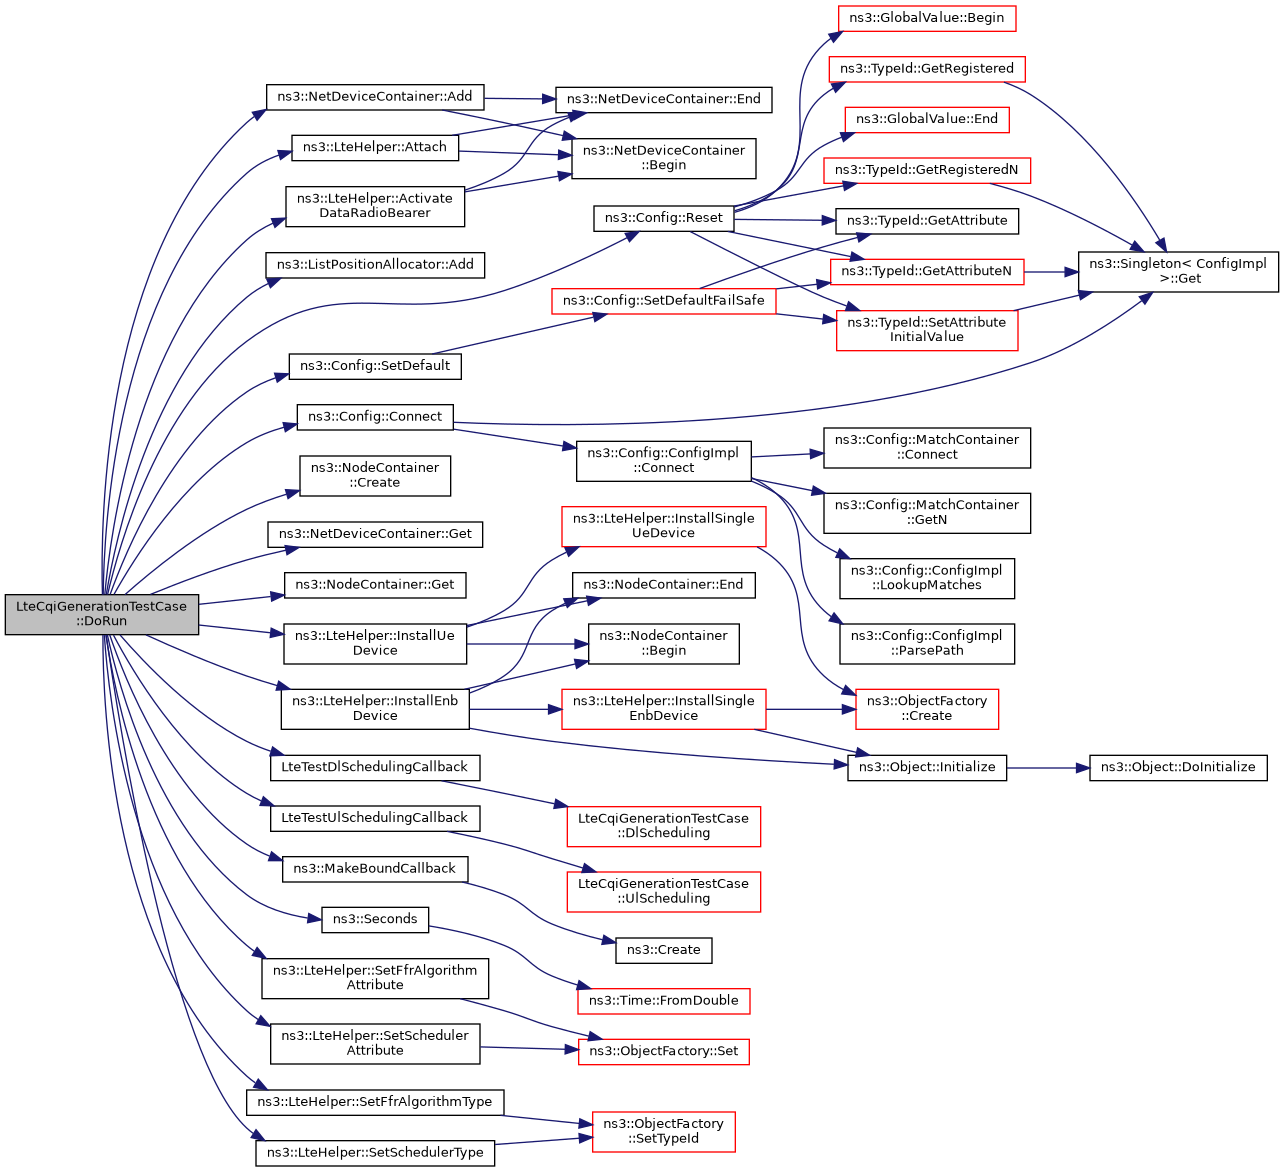 LteCqiGenerationTestCase
::DoRun
ns3::NetDeviceContainer::Add
ns3::LteHelper::Attach
ns3::LteHelper::Activate
DataRadioBearer
ns3::ListPositionAllocator::Add
ns3::Config::SetDefault
ns3::Config::Connect
ns3::NodeContainer
::Create
ns3::NetDeviceContainer::Get
ns3::NodeContainer::Get
ns3::LteHelper::InstallUe
Device
ns3::LteHelper::InstallEnb
Device
LteTestDlSchedulingCallback
LteTestUlSchedulingCallback
ns3::MakeBoundCallback
ns3::Seconds
ns3::LteHelper::SetFfrAlgorithm
Attribute
ns3::LteHelper::SetScheduler
Attribute
ns3::LteHelper::SetFfrAlgorithmType
ns3::LteHelper::SetSchedulerType
ns3::NetDeviceContainer::End
ns3::NetDeviceContainer
::Begin
ns3::Config::Reset
ns3::Config::SetDefaultFailSafe
ns3::Config::ConfigImpl
::Connect
ns3::LteHelper::InstallSingle
UeDevice
ns3::NodeContainer::End
ns3::NodeContainer
::Begin
ns3::LteHelper::InstallSingle
EnbDevice
LteCqiGenerationTestCase
::DlScheduling
LteCqiGenerationTestCase
::UlScheduling
ns3::Create
ns3::Time::FromDouble
ns3::ObjectFactory::Set
ns3::ObjectFactory
::SetTypeId
ns3::GlobalValue::Begin
ns3::TypeId::GetRegistered
ns3::GlobalValue::End
ns3::TypeId::GetRegisteredN
ns3::TypeId::GetAttribute
ns3::TypeId::GetAttributeN
ns3::TypeId::SetAttribute
InitialValue
ns3::Config::MatchContainer
::Connect
ns3::Config::MatchContainer
::GetN
ns3::Config::ConfigImpl
::LookupMatches
ns3::Config::ConfigImpl
::ParsePath
ns3::ObjectFactory
::Create
ns3::Object::Initialize
ns3::Singleton< ConfigImpl
>::Get
ns3::Object::DoInitialize